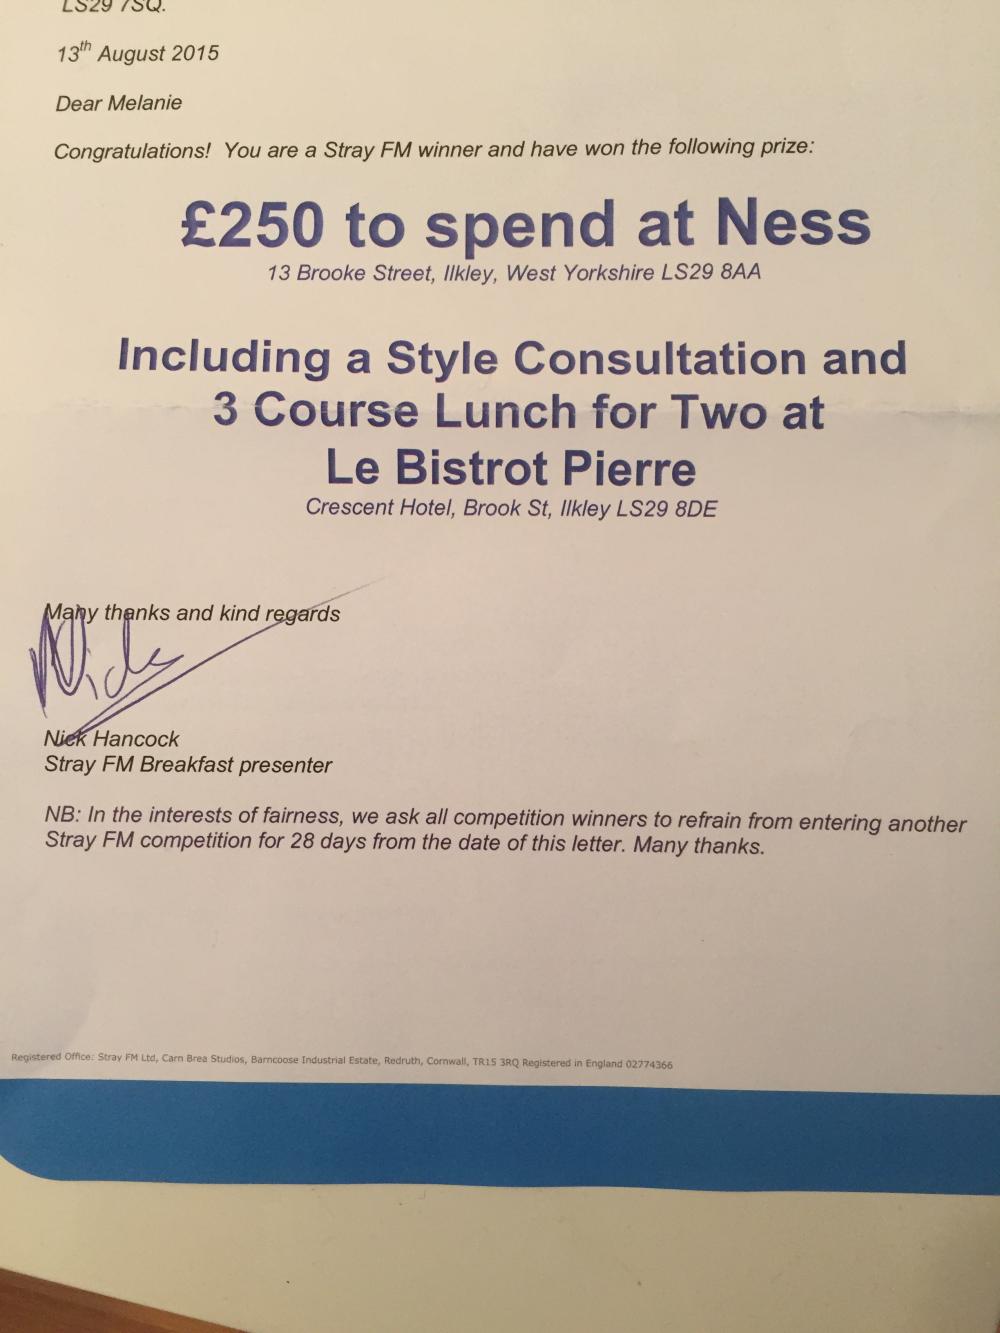 LS29 7SQ.
13th August 2015
Dear Melanie
Congratulations! You are a Stray FM winner and have won the following prize:
£250 to spend at Ness
13 Brooke Street, Ilkley, West Yorkshire LS29 8AA
Including a Style Consultation and
3 Course Lunch for Two at
Le Bistrot Pierre
Crescent Hotel, Brook St, Ilkley LS29 8DE
Many thanks and kind regards
Nick
Nick Hancock
Stray FM Breakfast presenter
NB: In the interests of fairness, we ask all competition winners to refrain from entering another
Stray FM competition for 28 days from the date of this letter. Many thanks.
Registered Office: Stray FM Ltd, Carn Brea Studios, Barncoose Industrial Estate, Redruth, Cornwall, TR15 3RQ Registered in England 02774366